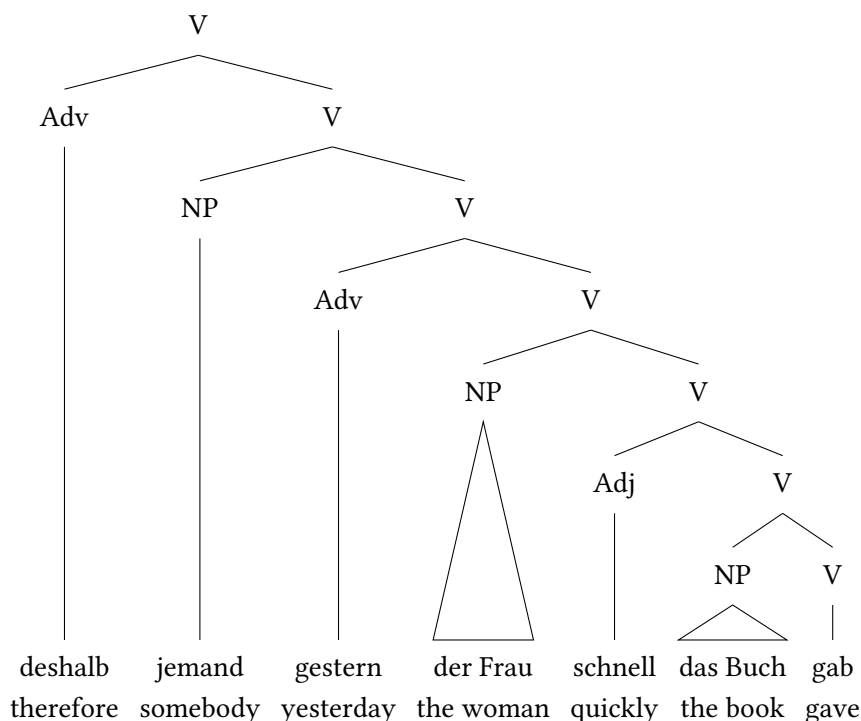 V
Adv V
NP V
Adv V
NP V
Adj V
NP V
deshalb jemand gestern der Frau schnell das Buch gab
therefore somebody yesterday the woman quickly the book gave